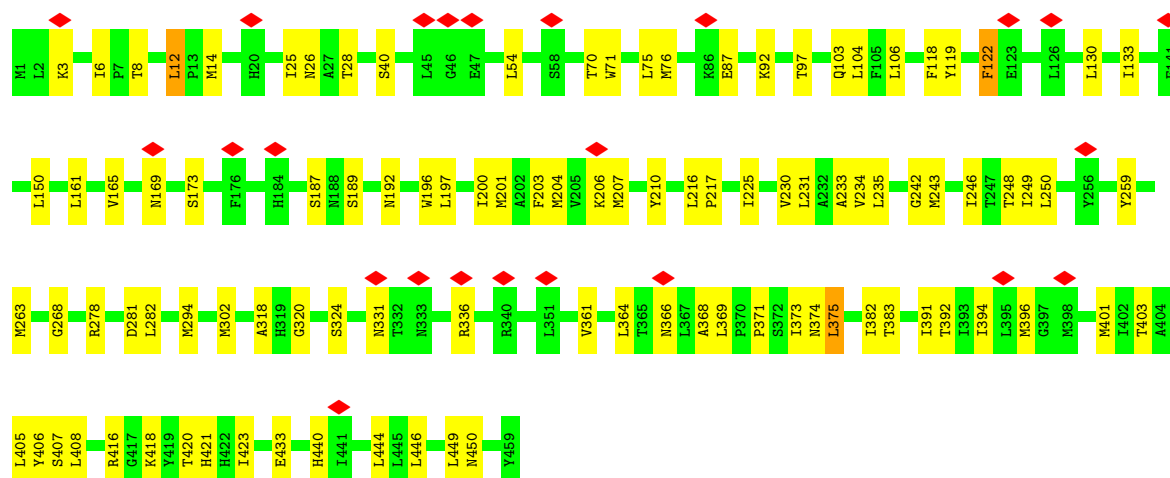 M1 L2 K3 I6 P7 T8 L12 P13 M14 H20 I25 N26 A27 T28 S40 L45 G46 E47 L54 S58 T70 W71 L75 M76 K86 E87 K92 T97 Q103 L104 F105 L106 F118 Y119 F122 E123 L126 L130 I133
L150 L161 V165 N169 S173 F176 H184 S187 N188 S189 N192 W196 L197 I200 M201 A202 F203 M204 V205 K206 M207 Y210 L216 P217 I225 V230 L231 A232 A233 V234 L235 G242 M243 I246 T247 T248 I249 L250 Y256 Y259
M263 G268 R278 D281 L282 M294 M302 A318 H319 G320 S324 N331 T332 N333 R336 R340 L351 V361 L364 T365 N366 L367 A368 L369 P370 P371 S372 I373 N374 L375 I382 T383 I391 T392 I393 I394 L395 M396 G397 M398 M401 I402 T403 A404
L405 Y406 S407 L408 R416 G417 K418 Y419 T420 H421 H422 I423 E433 H440 I441 L444 L445 L446 L449 N450 Y459